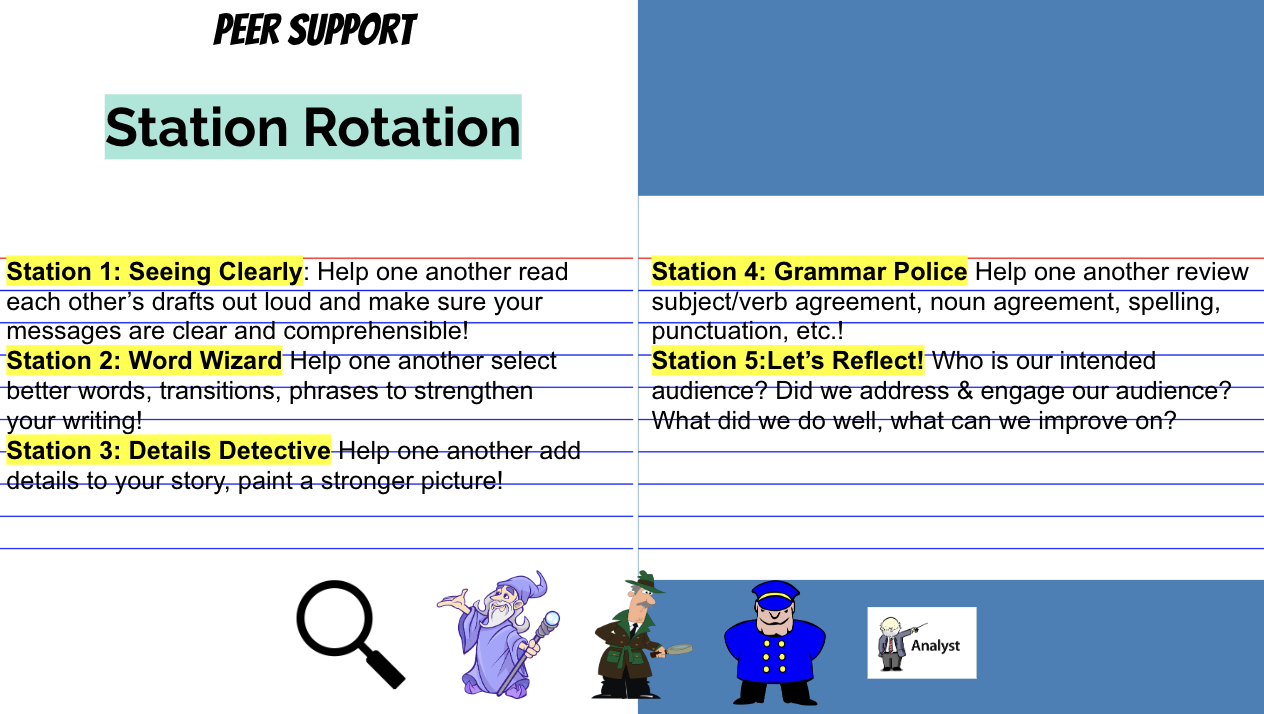 PEER SUPPORT
Station Rotation
Station 1: Seeing Clearly: Help one another read
each other’s drafts out loud and make sure your
messages are clear and comprehensible!
Station 2: Word Wizard Help one another select
better words, transitions, phrases to strengthen
your writing!
Station 3: Details Detective Help one another add
details to your story, paint a stronger picture!
Station 4: Grammar Police Help one another review
subject/verb agreement, noun agreement, spelling,
punctuation, etc.!
Station 5:Let’s Reflect! Who is our intended
audience? Did we address & engage our audience?
What did we do well, what can we improve on?
Analyst